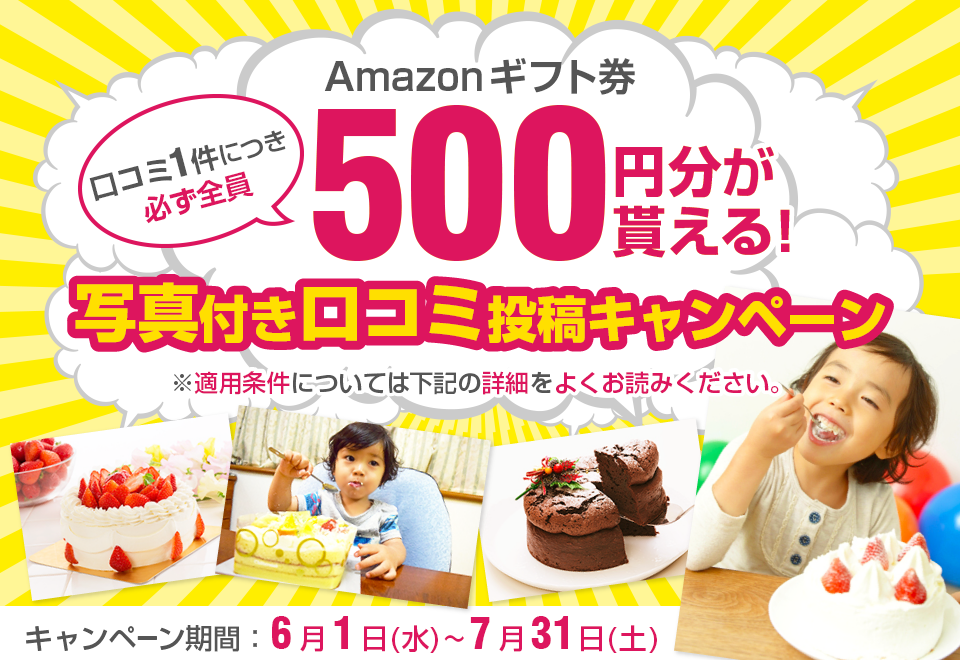 Amazonギフト券
口コミ1件につき
必ず全員
500円分が
貰える!
写真付き口コミ投稿キャンペーン
※適用条件については下記の詳細をよくお読みください。
キャンペーン期間：6月1日(水)～7月31日(土)